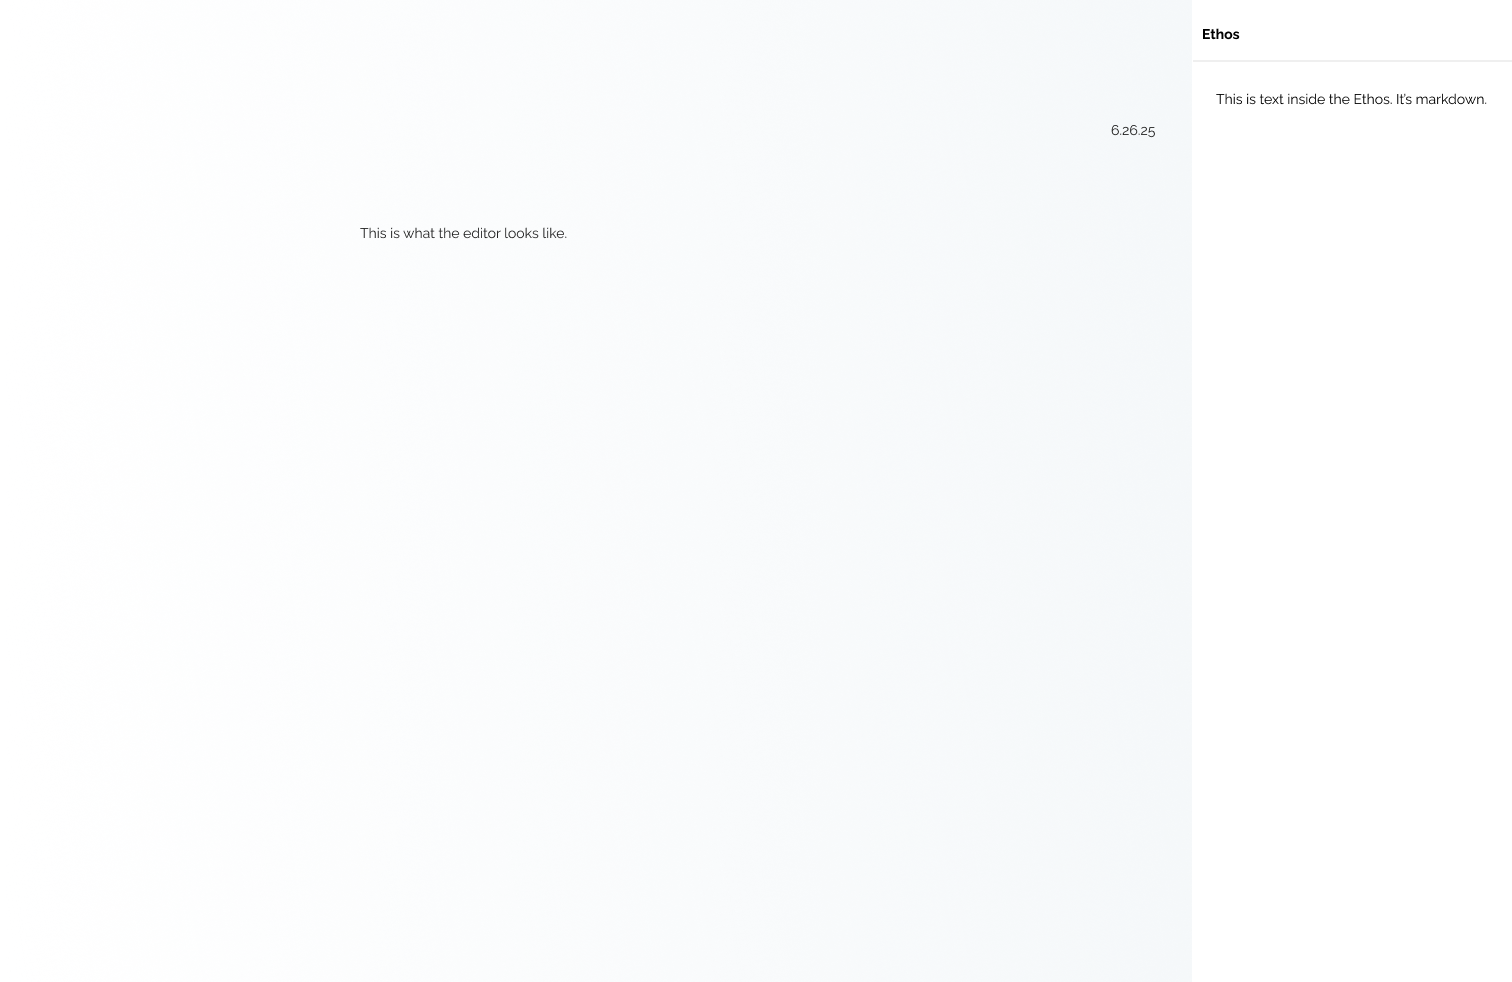 Ethos
This is text inside the Ethos. It's markdown.
6.26.25
This is what the editor looks like.